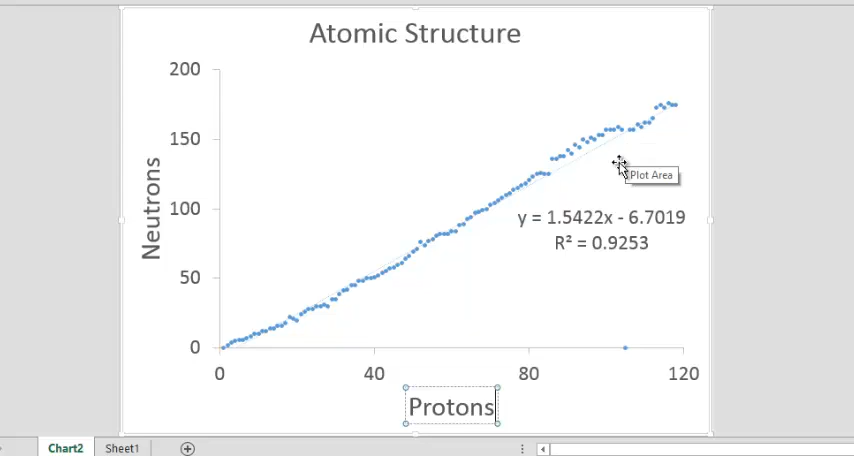 Atomic Structure
200
150
100
50
0
Neutrons
Plot Area
y = 1.5422x - 6.7019
R² = 0.9253
0 40 80 120
Protons
Chart2 Sheet1